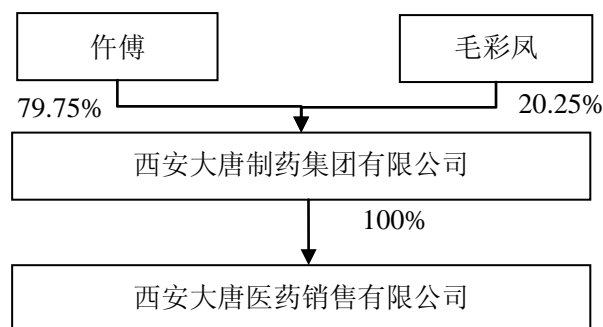 仵傅
毛彩凤
79.75%
20.25%
西安大唐制药集团有限公司
100%
西安大唐医药销售有限公司